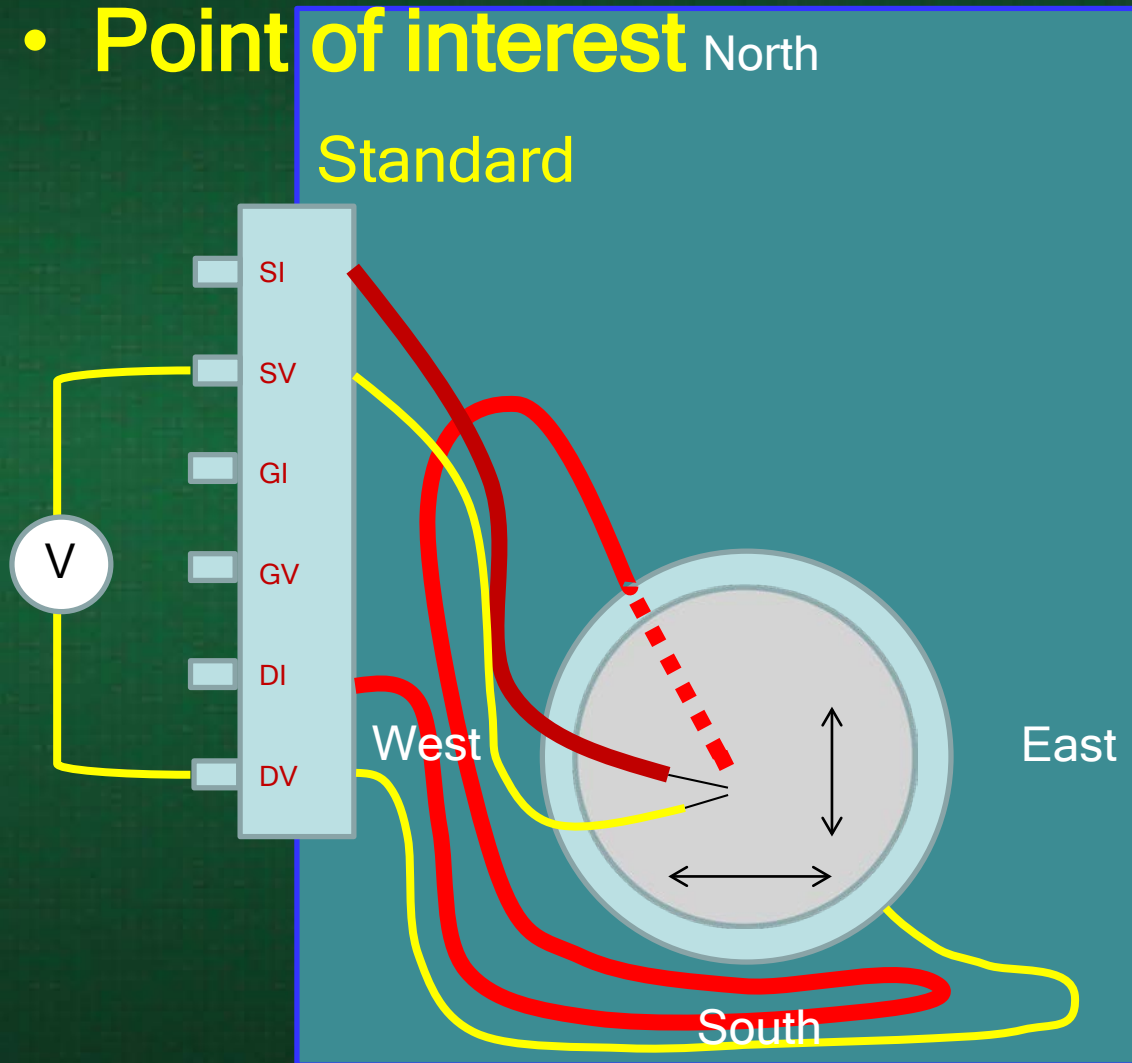 • Point of interest
North
Standard
SI
SV
GI
V
GV
DI
West
East
DV
South